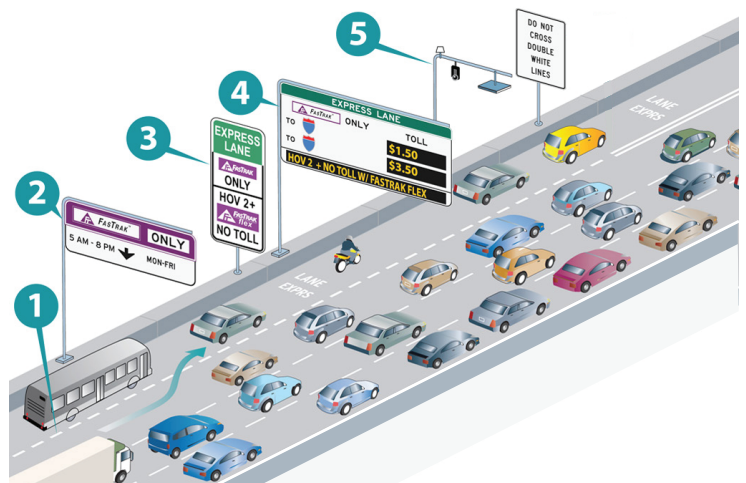 5
DO NOT
CROSS
DOUBLE
WHITE
LINES
4
EXPRESS LANE
FASTRAK ONLY TOLL
TO $1.50
TO $3.50
HOV 2 + NO TOLL W/ FASTRAK FLEX
3
EXPRESS
LANE
FASTRAK
ONLY
HOV 2+
FASTRAK
flex
NO TOLL
2
FASTRAK ONLY
5 AM - 8 PM MON-FRI
1
LANE
EXPRS
LANE
EXPRS